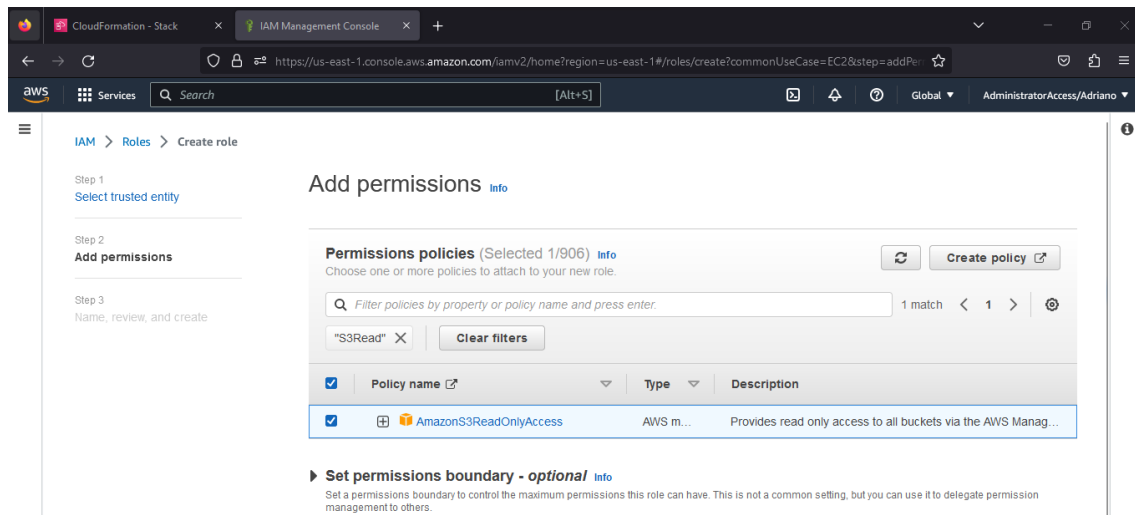 CloudFormation - Stack
IAM Management Console
https://us-east-1.console.aws.amazon.com/iamv2/home?region=us-east-1#/roles/create?commonUseCase=EC2&step=addPer
aws Services Search [Alt+S] Global AdministratorAccess/Adriano
IAM > Roles > Create role
Step 1
Select trusted entity
Step 2
Add permissions
Step 3
Name, review, and create
Add permissions Info
Permissions policies (Selected 1/906) Info
Choose one or more policies to attach to your new role.
Create policy
Filter policies by property or policy name and press enter.
1 match < 1 >
"S3Read" Clear filters
Policy name Type Description
AmazonS3ReadOnlyAccess AWS m... Provides read only access to all buckets via the AWS Manag...
Set permissions boundary - optional Info
Set a permissions boundary to control the maximum permissions this role can have. This is not a common setting, but you can use it to delegate permission
management to others.